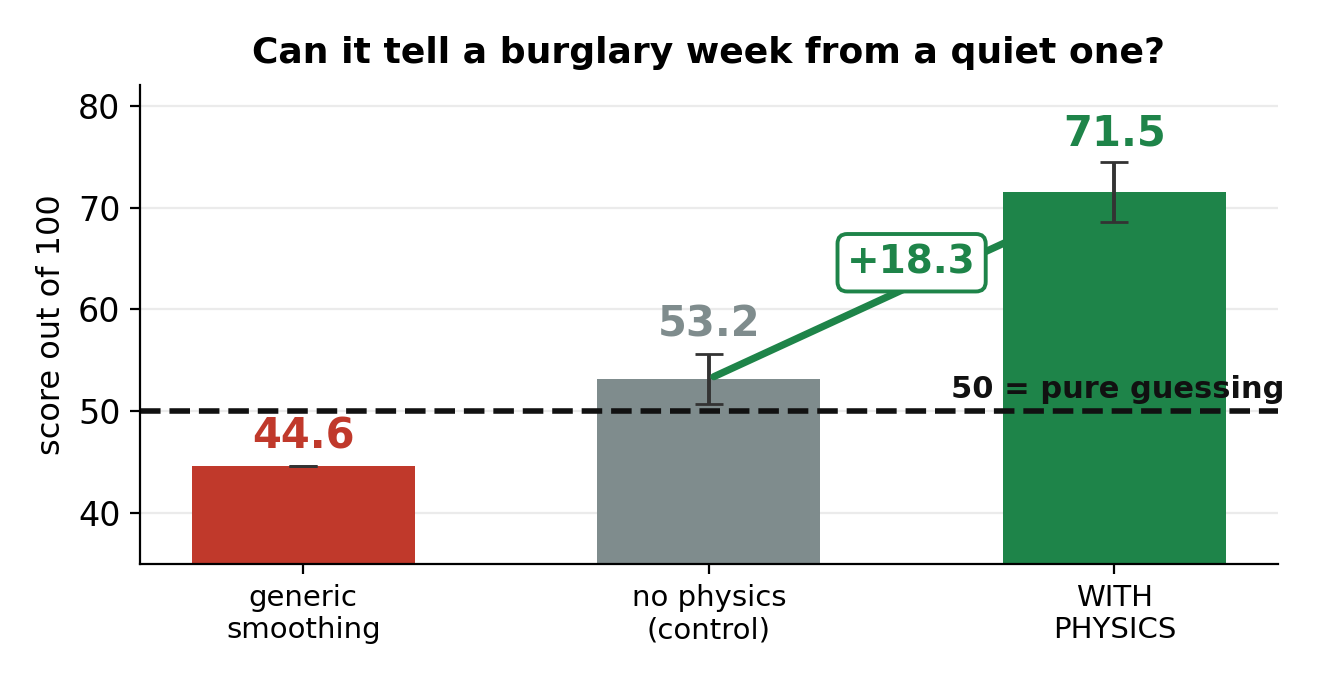 Can it tell a burglary week from a quiet one?
score out of 100
80
70
60
50
40
44.6
53.2
+18.3
71.5
50 = pure guessing
generic
smoothing
no physics
(control)
WITH
PHYSICS